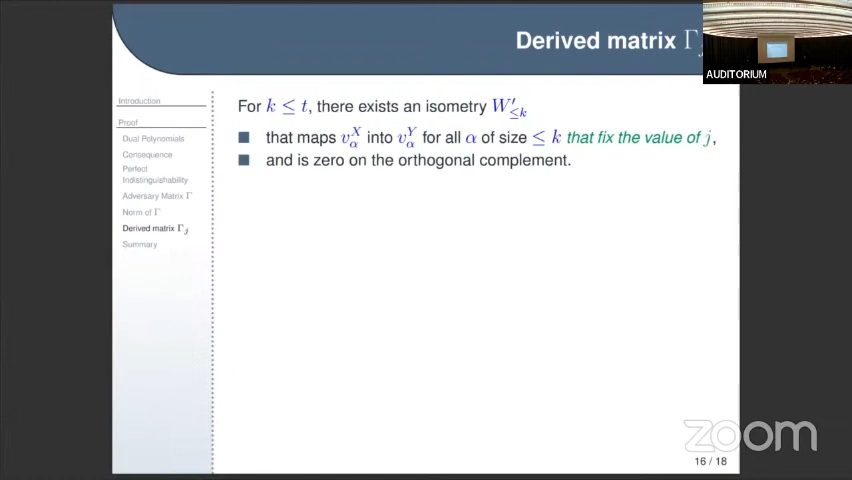 Derived matrix Γj
AUDITORIUM
Introduction
Proof
Dual Polynomials
Consequence
Perfect
Indistinguishability
Adversary Matrix Γ
Norm of Γ
Derived matrix Γj
Summary
For k ≤ t, there exists an isometry W′≤k
that maps vαX into vαY for all α of size ≤ k that fix the value of j,
and is zero on the orthogonal complement.
zoom
16 / 18